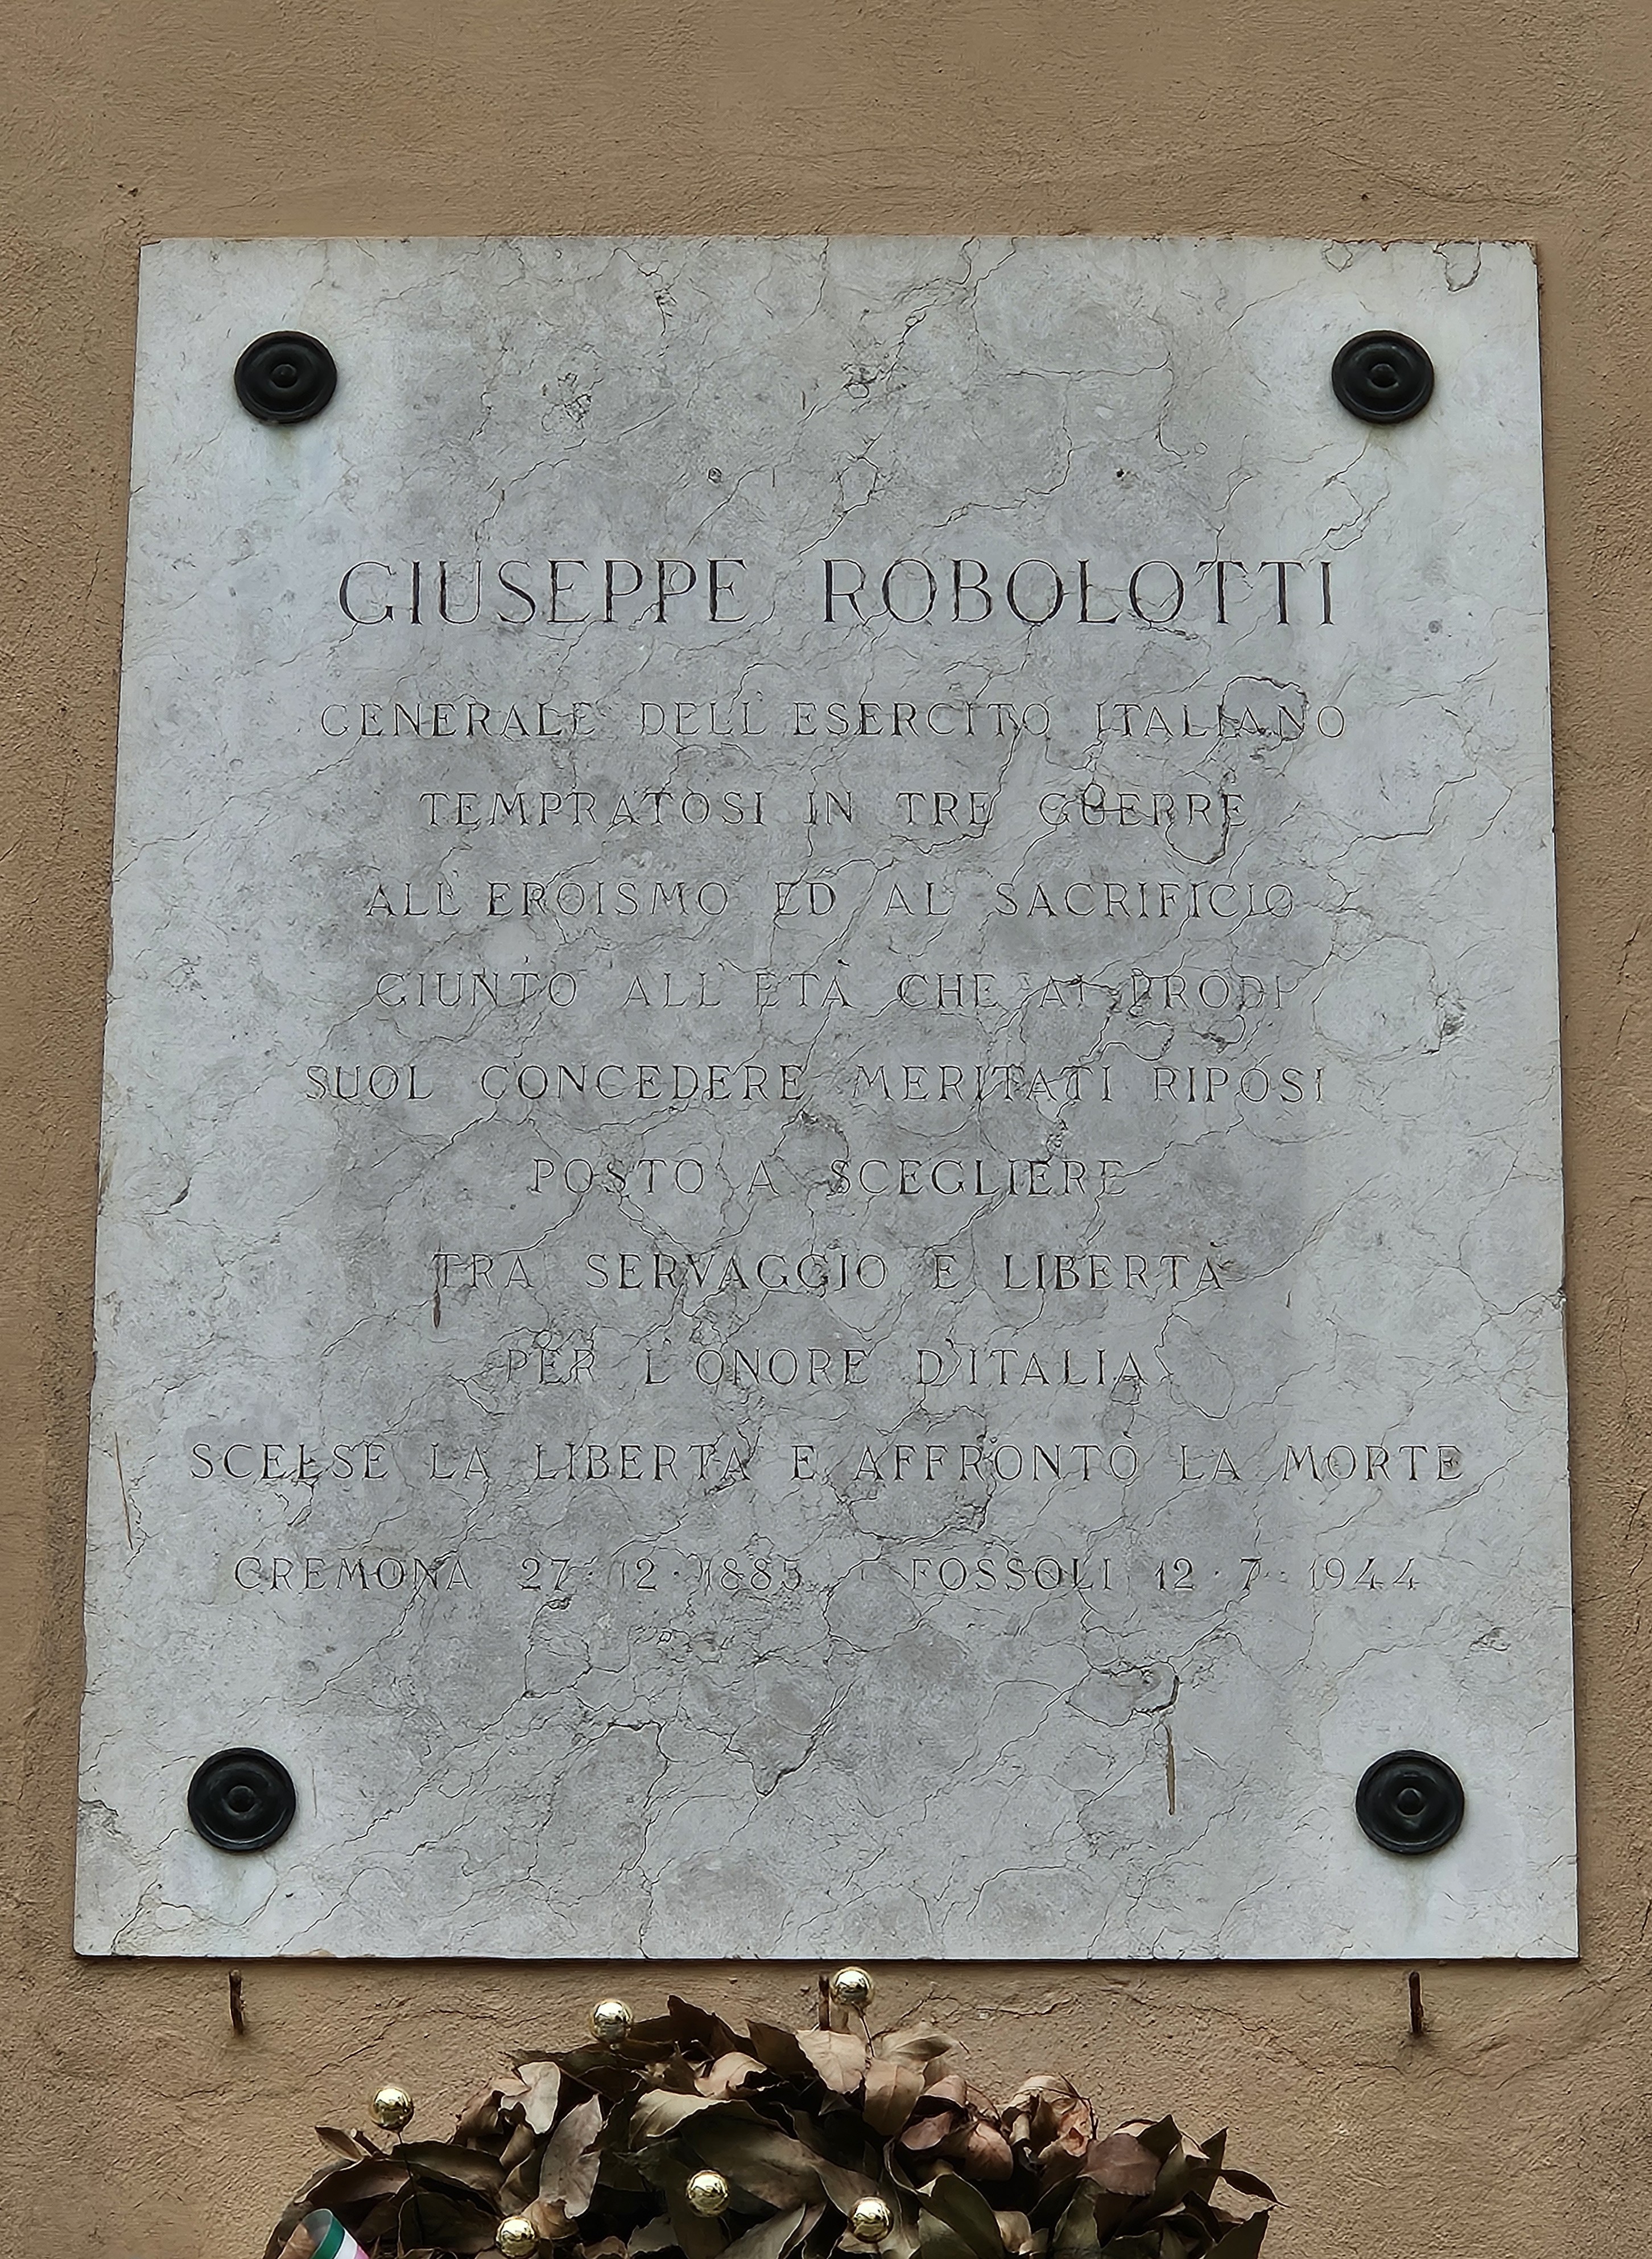 GIUSEPPE ROBOLOTTI
GENERALE DELL'ESERCITO ITALIANO
TEMPRATOSI IN TRE GUERRE
ALL'EROISMO ED AL SACRIFICIO
GIUNTO ALL'ETÀ CHE AI PRODI
SUOL CONCEDERE MERITATI RIPOSI
POSTO A SCEGLIERE
TRA SERVAGGIO E LIBERTÀ
PER L'ONORE D'ITALIA
SCELSE LA LIBERTÀ E AFFRONTÒ LA MORTE
CREMONA 27·12·1885 FOSSOLI 12·7·1944